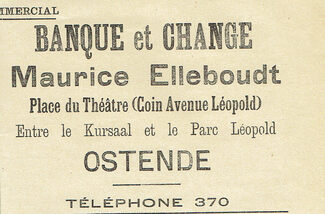 MMERCIAL
BANQUE et CHANGE
Maurice Elleboudt
Place du Théâtre (Coin Avenue Léopold)
Entre le Kursaal et le Parc Léopold
OSTENDE
TÉLÉPHONE 370